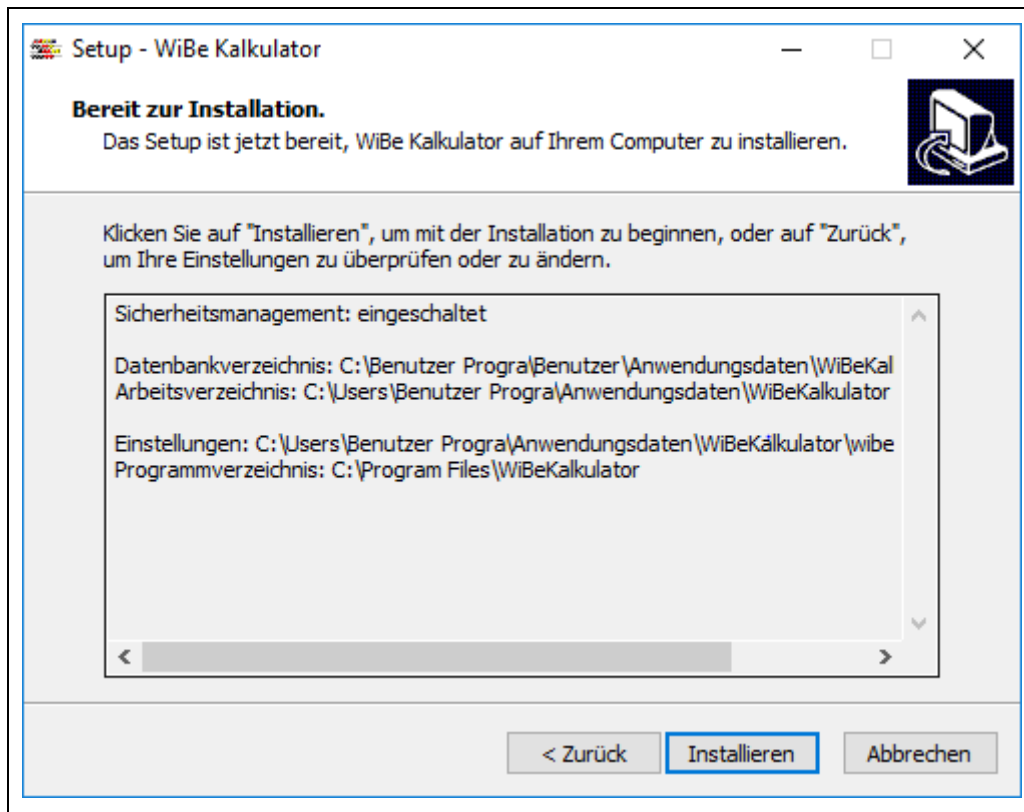 Setup - WiBe Kalkulator
Bereit zur Installation.
Das Setup ist jetzt bereit, WiBe Kalkulator auf Ihrem Computer zu installieren.
Klicken Sie auf "Installieren", um mit der Installation zu beginnen, oder auf "Zurück",
um Ihre Einstellungen zu überprüfen oder zu ändern.
Sicherheitsmanagement: eingeschaltet
Datenbankverzeichnis: C:\Benutzer Progra\Benutzer\Anwendungsdaten\WiBeKal
Arbeitsverzeichnis: C:\Users\Benutzer Progra\Anwendungsdaten\WiBeKalkulator
Einstellungen: C:\Users\Benutzer Progra\Anwendungsdaten\WiBeKalkulator\wibe
Programmverzeichnis: C:\Program Files\WiBeKalkulator
< Zurück Installieren Abbrechen